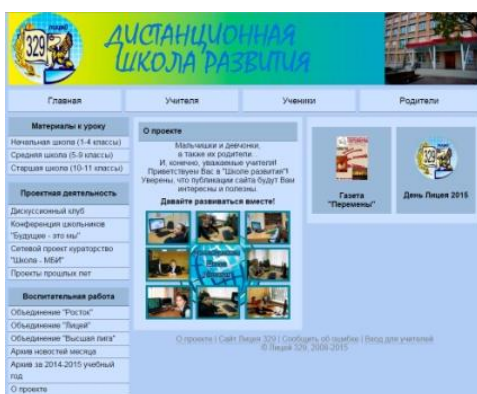 329
ДИСТАНЦИОННАЯ
ШКОЛА РАЗВИТИЯ
Главная
Учителя
Ученики
Родители
Материалы к уроку
Начальная школа (1-4 классы)
Средняя школа (5-9 классы)
Старшая школа (10-11 классы)
Проектная деятельность
Дискуссионный клуб
Конференция школьников
"Будущее - это мы"
Сетевой проект кураторство
"Школа - МБИ"
Проекты прошлых лет
Воспитательная работа
Объединение "Росток"
Объединение "Лицей"
Объединение "Высшая лига"
Архив новостей месяца
Архив за 2014-2015 учебный
год
О проекте
О проекте
Мальчишки и девчонки,
а также их родители...
И, конечно, уважаемые учителя!
Приветствуем Вас в "Школе развития"!
Уверены, что публикации сайта будут Вам
интересны и полезны.
Давайте развиваться вместе!
Газета
"Перемены"
329
День Лицея 2015
О проекте | Сайт Лицея 329 | Сообщить об ошибке | Вход для учителей
© Лицей 329, 2008-2015